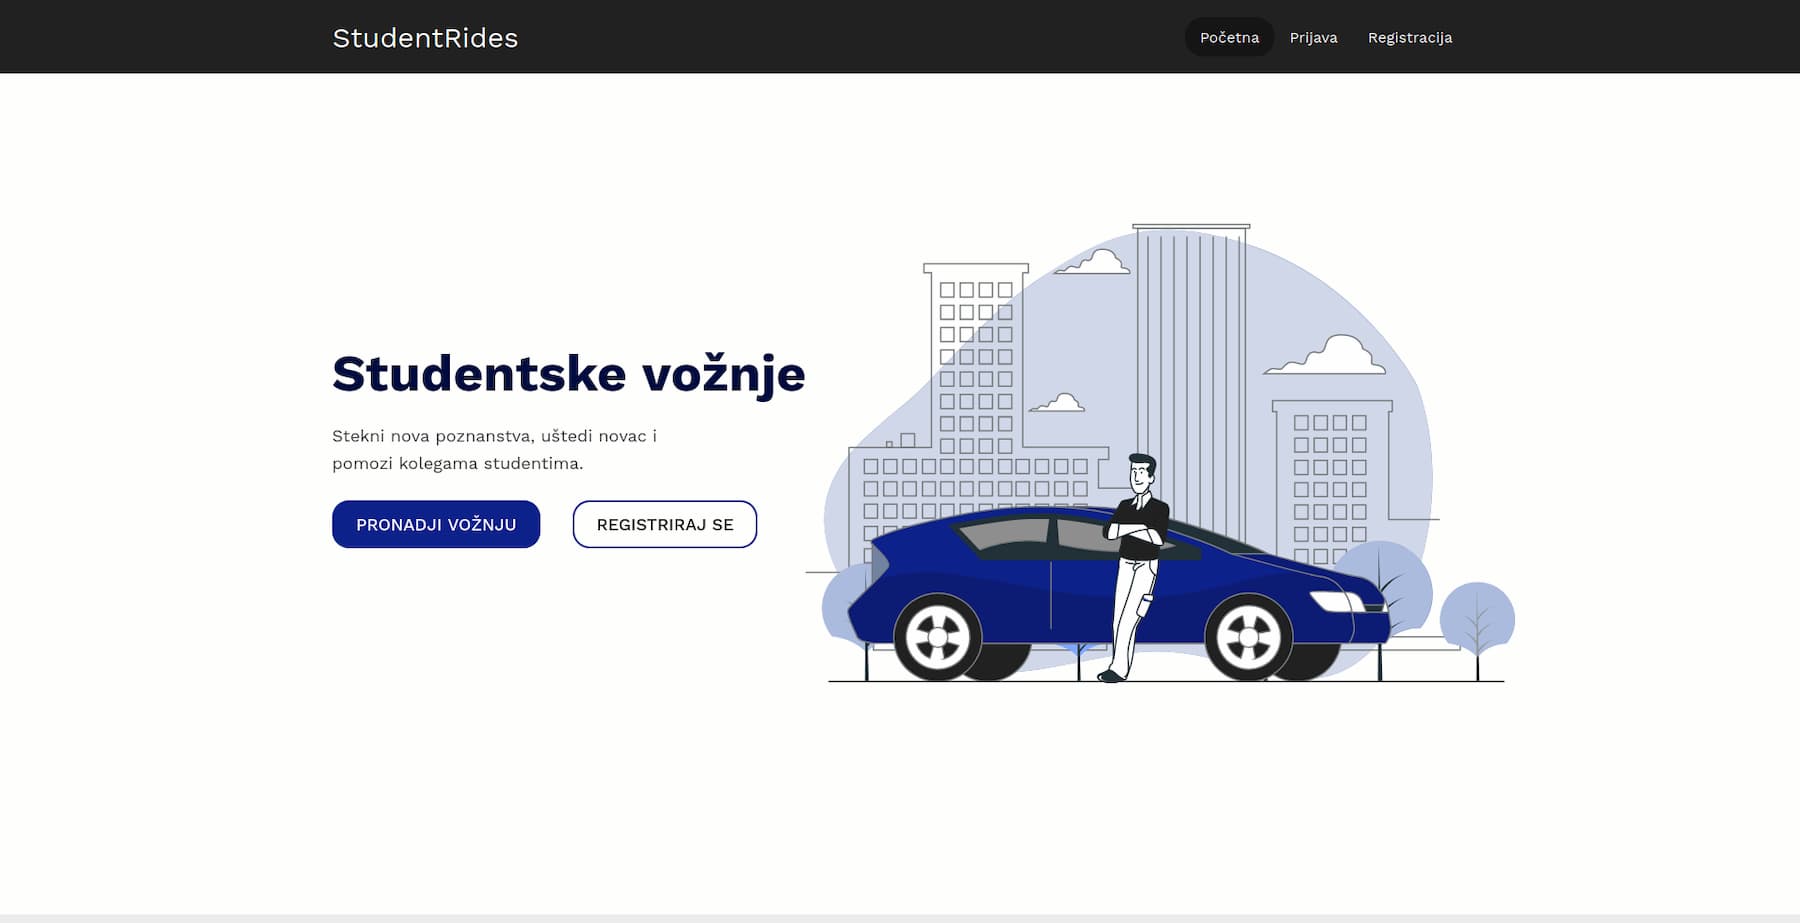 StudentRides
Početna
Prijava
Registracija
Studentske vožnje
Stekni nova poznanstva, uštedi novac i
pomozi kolegama studentima.
PRONADJI VOŽNJU
REGISTRIRAJ SE